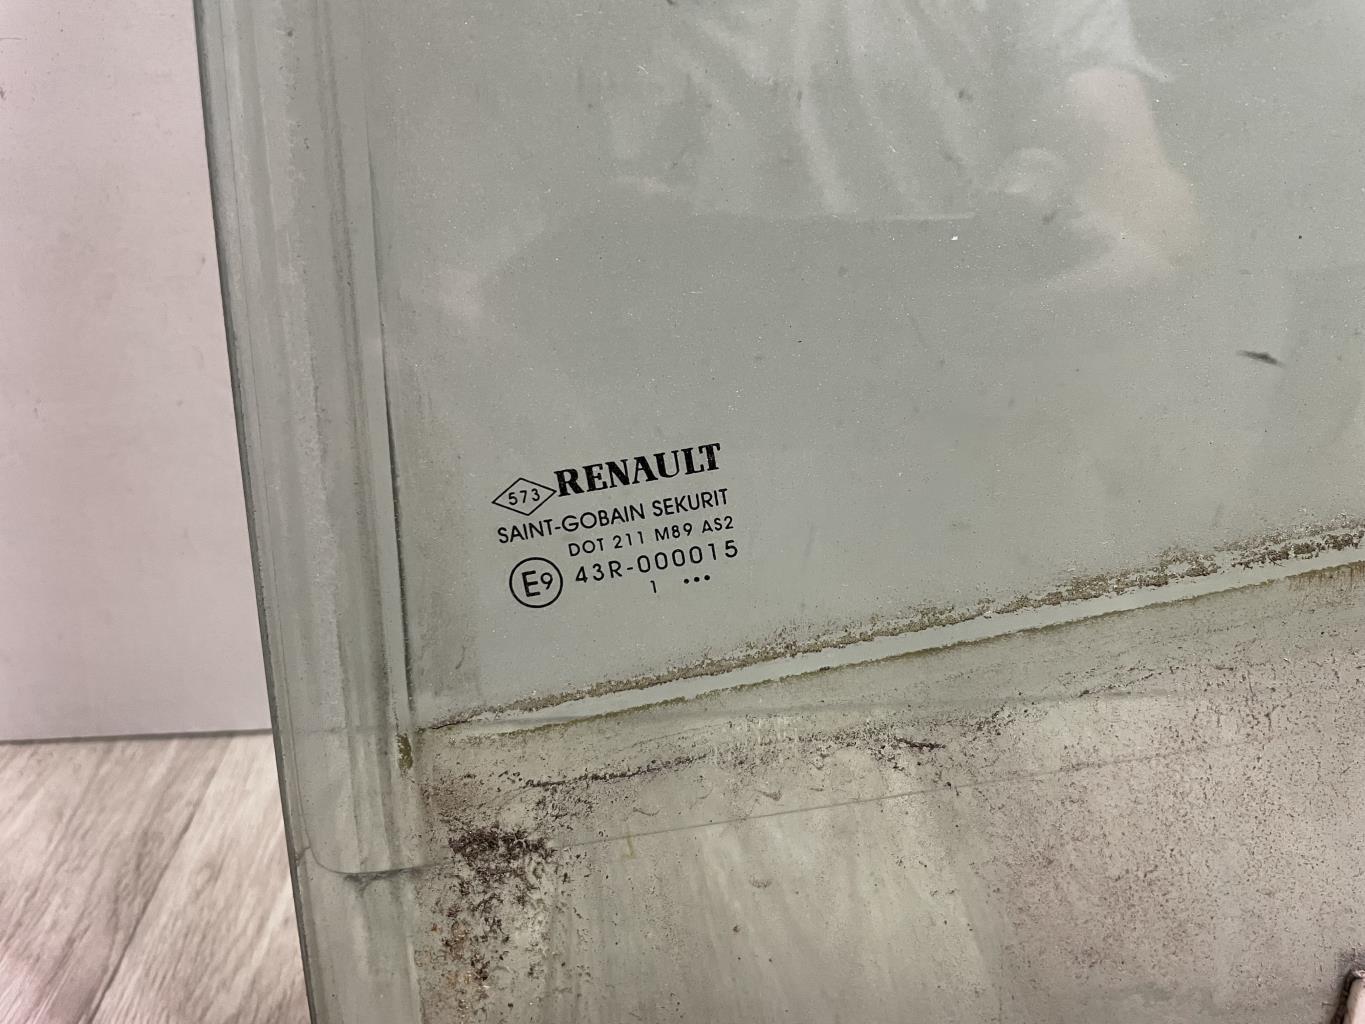 573 RENAULT
SAINT-GOBAIN SEKURIT
DOT 211 M89 AS2
E9 43R-000015
1 •••